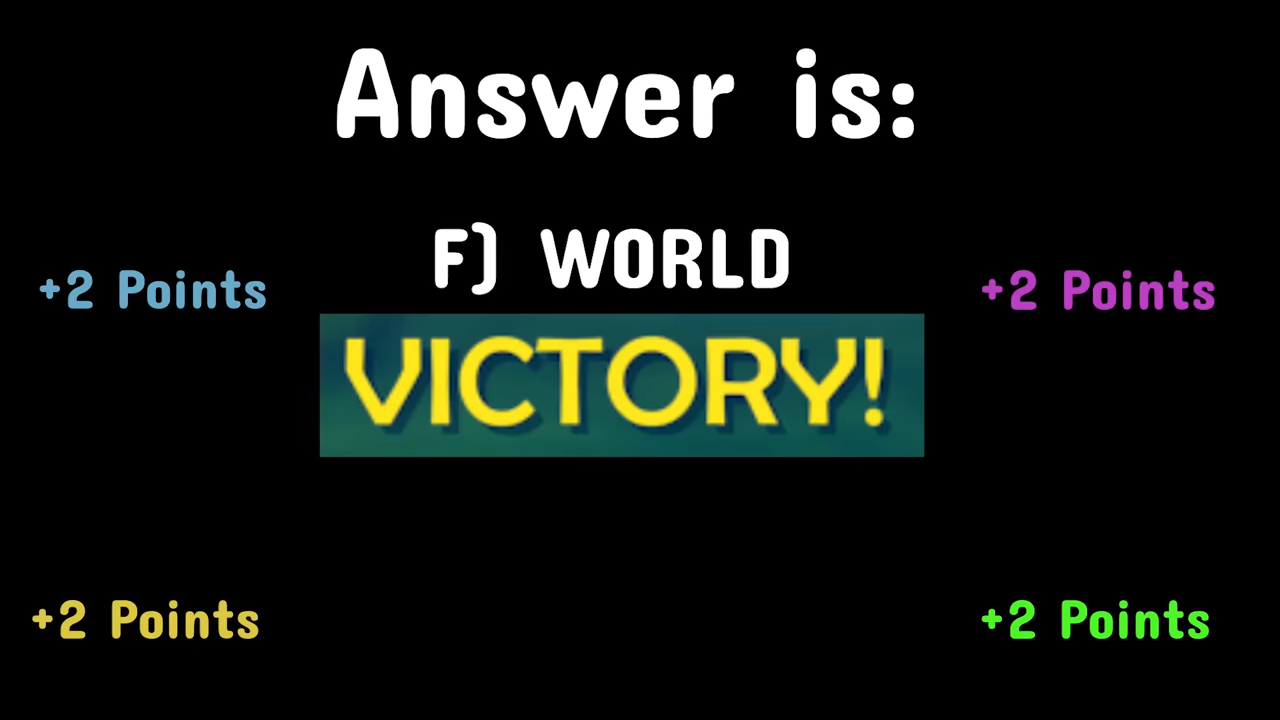 Answer is:
F) WORLD
+2 Points
+2 Points
VICTORY!
+2 Points
+2 Points